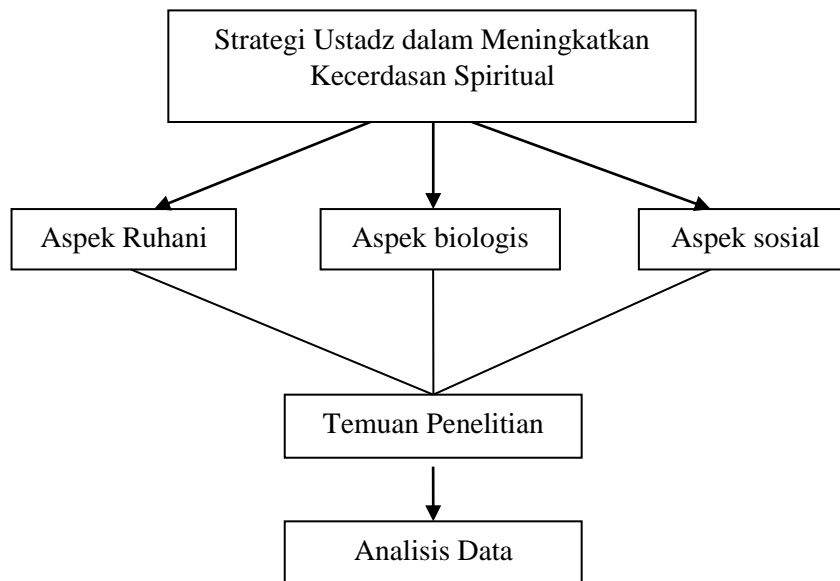 Strategi Ustadz dalam Meningkatkan
Kecerdasan Spiritual
Aspek Ruhani
Aspek biologis
Aspek sosial
Temuan Penelitian
Analisis Data